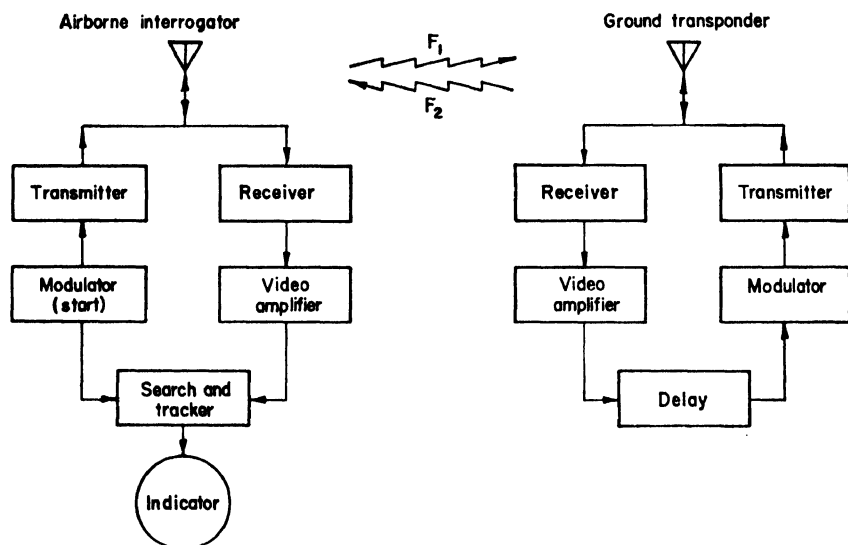 Airborne interrogator
Ground transponder
F₁
F₂
Transmitter
Receiver
Receiver
Transmitter
Modulator
(start)
Video
amplifier
Video
amplifier
Modulator
Search and
tracker
Delay
Indicator